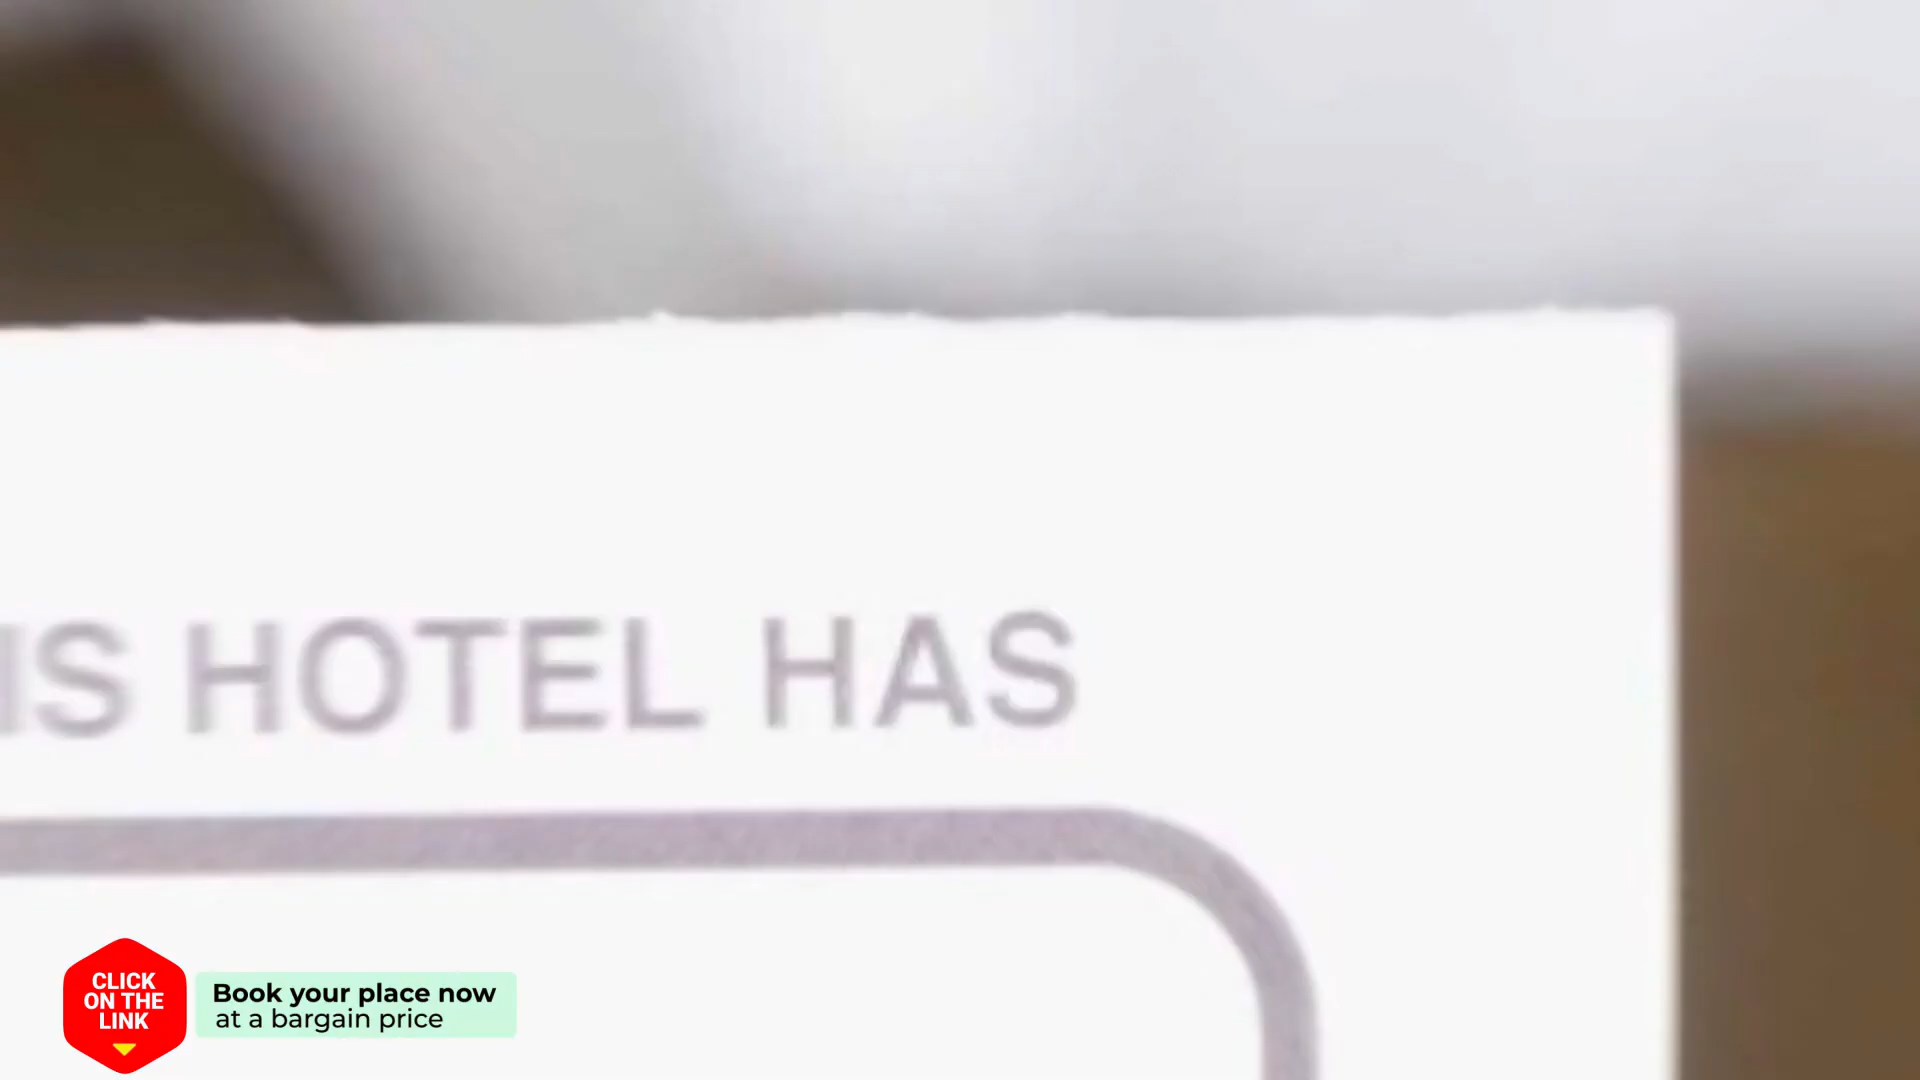 HOTEL HAS
CLICK
ON THE
LINK
Book your place now
at a bargain price